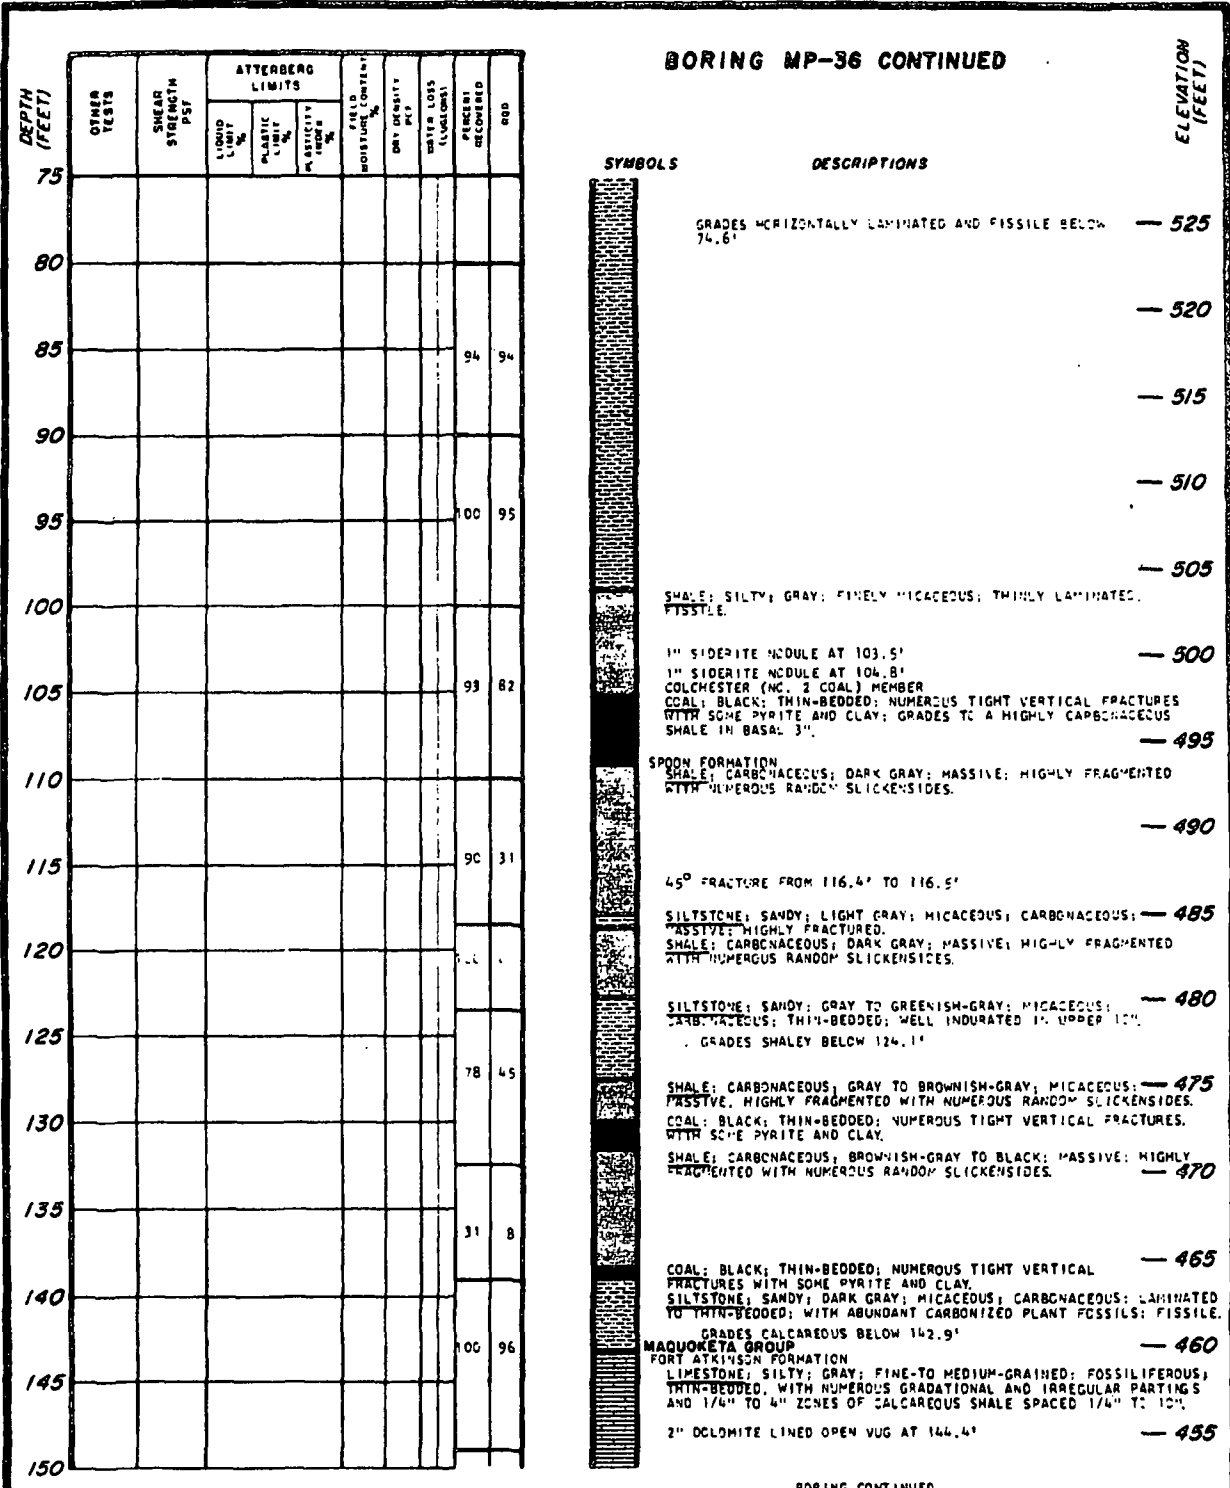 BORING MP-36 CONTINUED
DEPTH (FEET)
OTHER TESTS
SHEAR STRENGTH PSF
ATTERBERG LIMITS
LIQUID LIMIT %
PLASTIC LIMIT %
PLASTICITY INDEX %
FIELD MOISTURE CONTENT %
DRY DENSITY PCF
WATER LOSS (LUGEONS)
PERCENT RECOVERED
RQD
ELEVATION (FEET)
SYMBOLS DESCRIPTIONS
75
GRADES HORIZONTALLY LAMINATED AND FISSILE BELOW — 525
74.6'
80
— 520
85 94 94
— 515
90
— 510
95 100 95
— 505
SHALE; SILTY; GRAY; FINELY MICACEOUS; THINLY LAMINATED,
100
FISSILE.
1" SIDERITE NODULE AT 103.5' — 500
1" SIDERITE NODULE AT 104.8'
105 93 82
COLCHESTER (NO. 2 COAL) MEMBER
COAL; BLACK; THIN-BEDDED; NUMEROUS TIGHT VERTICAL FRACTURES
WITH SOME PYRITE AND CLAY; GRADES TO A HIGHLY CARBONACEOUS
SHALE IN BASAL 3".
— 495
SPOON FORMATION
110
SHALE; CARBONACEOUS; DARK GRAY; MASSIVE; HIGHLY FRAGMENTED
WITH NUMEROUS RANDOM SLICKENSIDES.
— 490
115 90 31
45° FRACTURE FROM 116.4' TO 116.5'
SILTSTONE; SANDY; LIGHT GRAY; MICACEOUS; CARBONACEOUS; — 485
MASSIVE; HIGHLY FRACTURED.
SHALE; CARBONACEOUS; DARK GRAY; MASSIVE; HIGHLY FRAGMENTED
120
WITH NUMEROUS RANDOM SLICKENSIDES.
— 480
SILTSTONE; SANDY; GRAY TO GREENISH-GRAY; MICACEOUS;
CARBONACEOUS; THIN-BEDDED; WELL INDURATED IN UPPER
125
GRADES SHALEY BELOW 124.1'
78 45
SHALE; CARBONACEOUS; GRAY TO BROWNISH-GRAY; MICACEOUS; — 475
MASSIVE, HIGHLY FRAGMENTED WITH NUMEROUS RANDOM SLICKENSIDES.
130
COAL; BLACK; THIN-BEDDED; NUMEROUS TIGHT VERTICAL FRACTURES.
WITH SOME PYRITE AND CLAY.
SHALE; CARBONACEOUS; BROWNISH-GRAY TO BLACK; MASSIVE; HIGHLY
FRAGMENTED WITH NUMEROUS RANDOM SLICKENSIDES. — 470
135
31 8
— 465
COAL; BLACK; THIN-BEDDED; NUMEROUS TIGHT VERTICAL
FRACTURES WITH SOME PYRITE AND CLAY.
140
SILTSTONE; SANDY; DARK GRAY; MICACEOUS; CARBONACEOUS; LAMINATED
TO THIN-BEDDED; WITH ABUNDANT CARBONIZED PLANT FOSSILS; FISSILE.
GRADES CALCAREOUS BELOW 142.9'
100 96
MAQUOKETA GROUP — 460
FORT ATKINSON FORMATION
145
LIMESTONE; SILTY; GRAY; FINE-TO MEDIUM-GRAINED; FOSSILIFEROUS;
THIN-BEDDED, WITH NUMEROUS GRADATIONAL AND IRREGULAR PARTINGS
AND 1/4" TO 4" ZONES OF CALCAREOUS SHALE SPACED 1/4" TO 10".
2" DOLOMITE LINED OPEN VUG AT 144.4' — 455
150
BORING CONTINUED